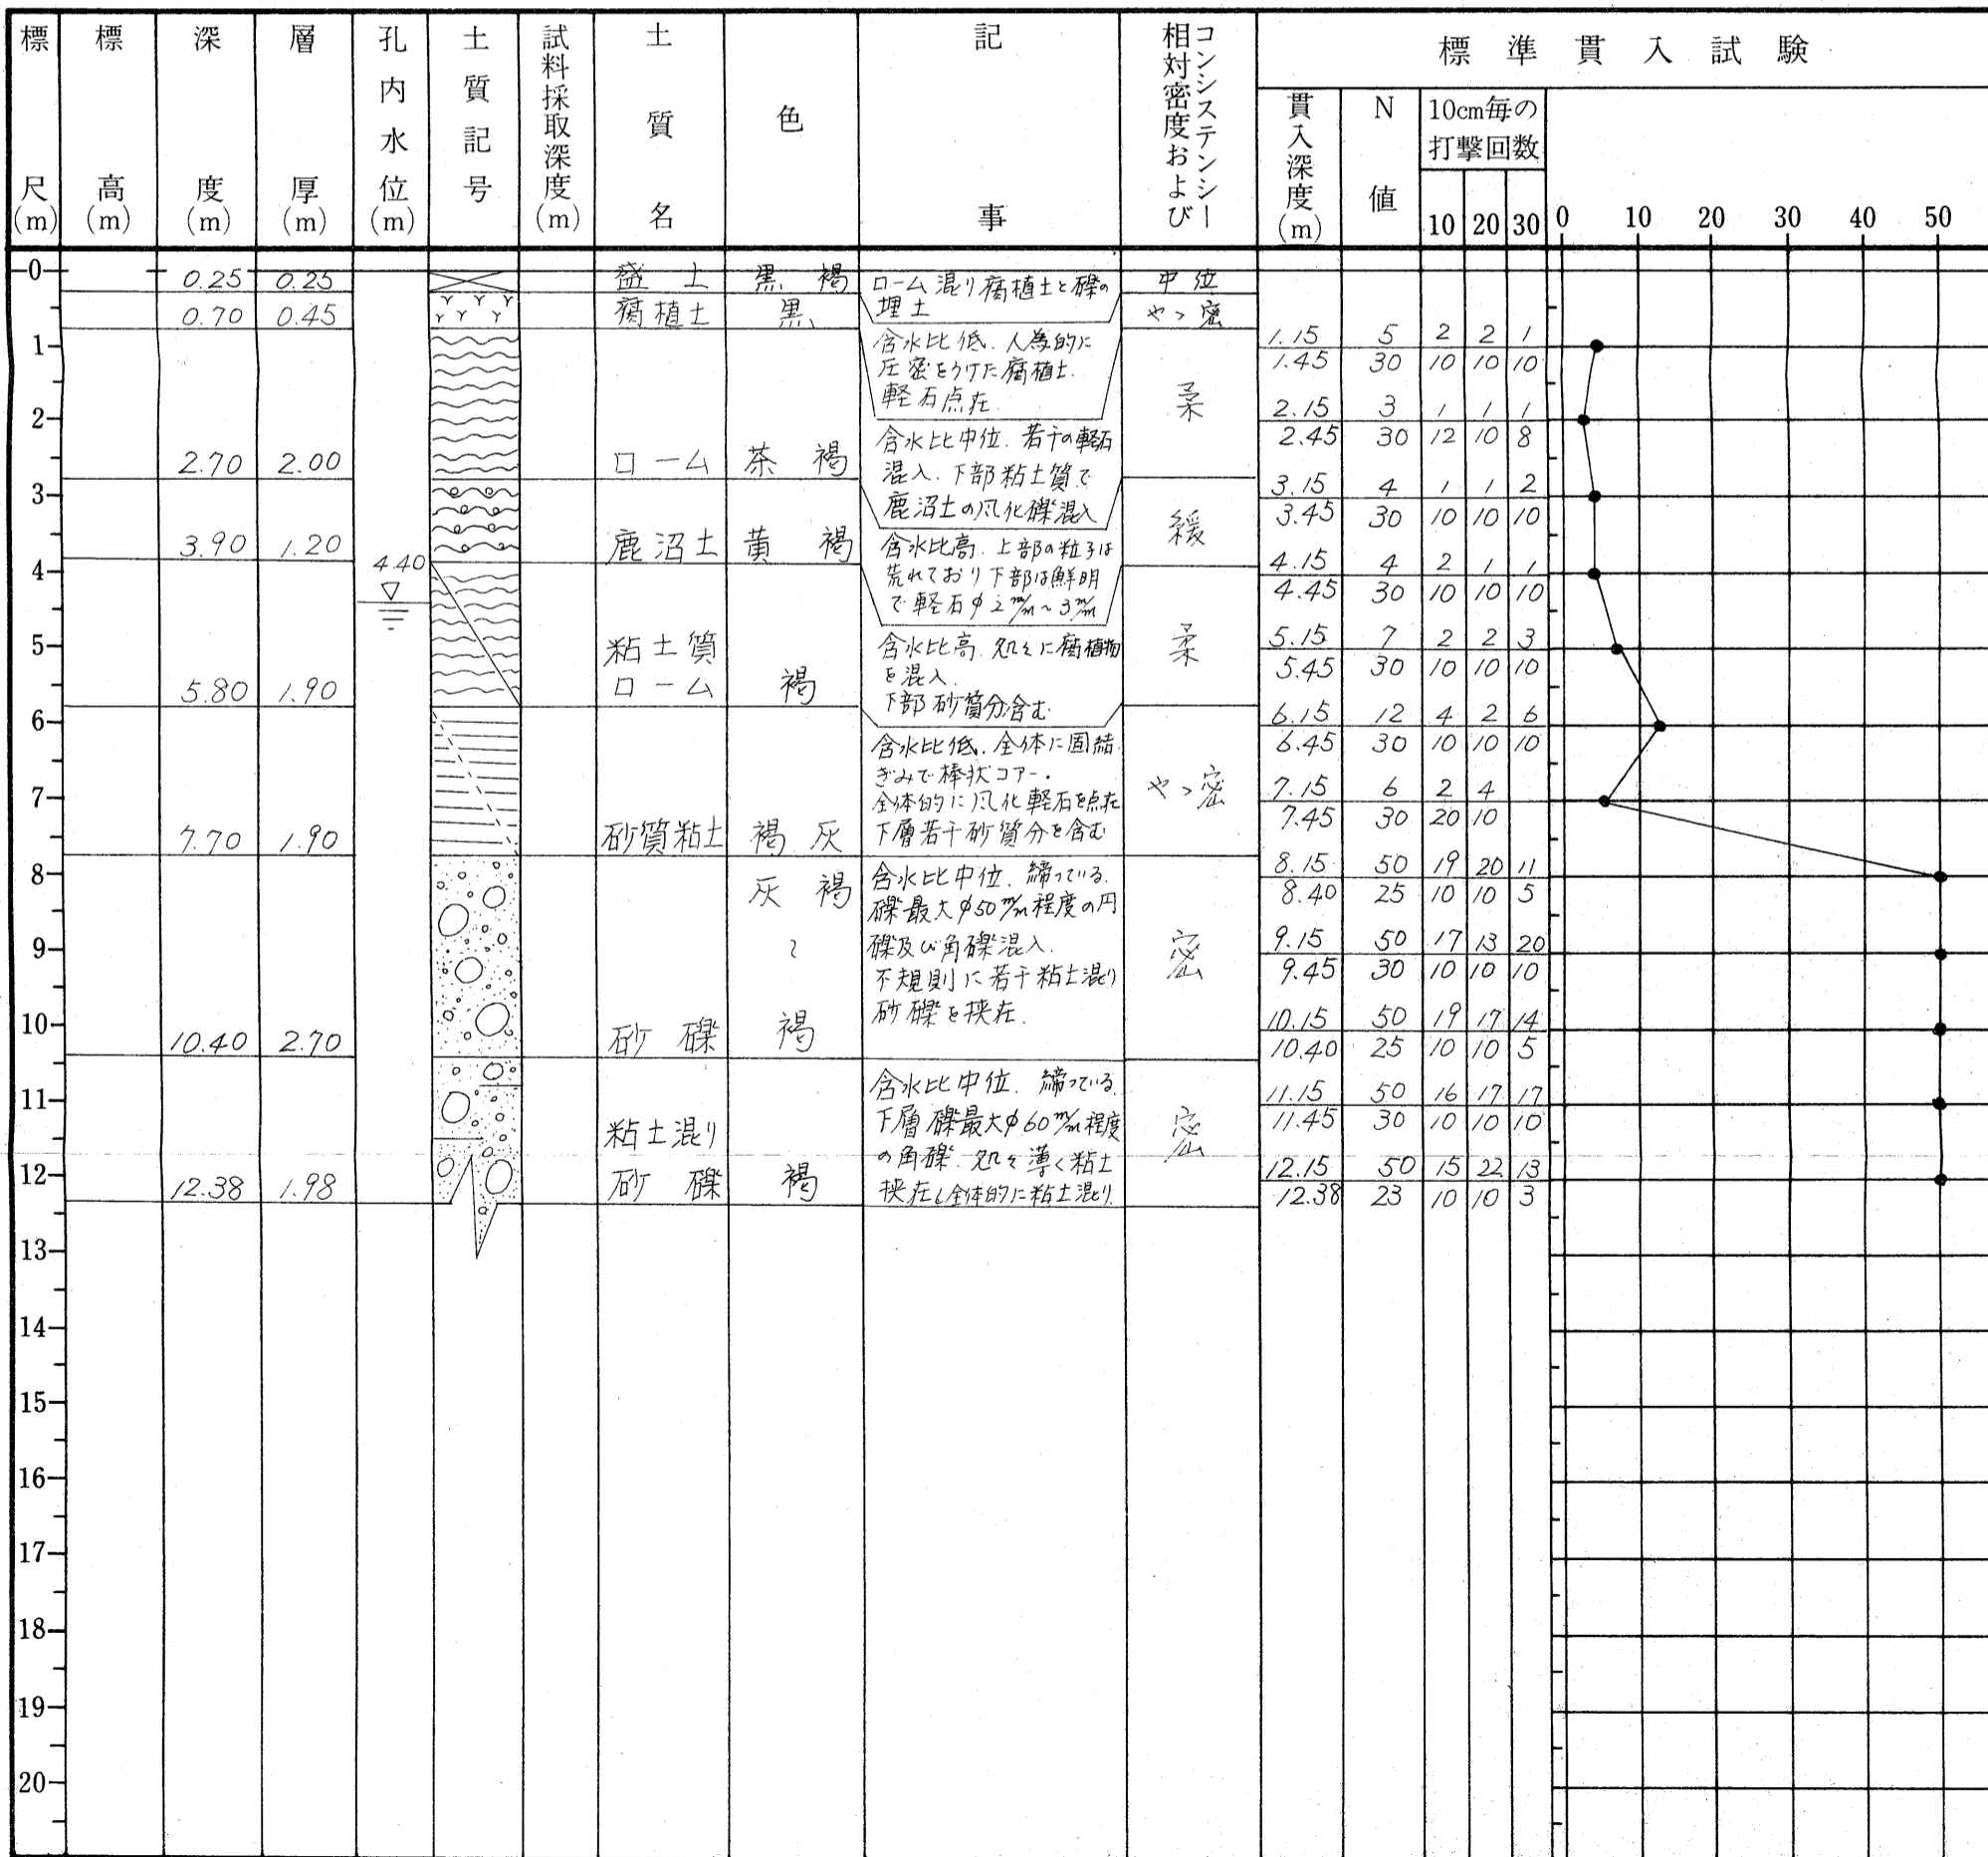 標尺(m) 標高(m) 深度(m) 層厚(m) 孔内水位(m) 土質記号 試料採取深度(m) 土質名 色 記事 相対密度およびコンシステンシー 標準貫入試験
貫入深度(m) N値 10cm毎の打撃回数
10 20 30
0 10 20 30 40 50
0
0.25 0.25 盛土 黒褐
ローム混り腐植土と礫の
埋土
中位
0.70 0.45 腐植土 黒
含水比低. 人為的に
圧密をうけた腐植土.
軽石点在
やゝ密
1
1.15 5 2 2 1
1.45 30 10 10 10
2
2.15 3 1 1 1
2.45 30 12 10 8
2.70 2.00 ローム 茶褐
含水比中位. 若干の軽石
混入. 下部粘土質で
鹿沼土の風化礫混入
柔
3
3.15 4 1 1 2
3.45 30 10 10 10
3.90 1.20 鹿沼土 黄褐
含水比高. 上部の粒子は
荒れており下部は鮮明
で軽石φ2m/m~3m/m
緩
4
4.40
4.15 4 2 1 1
4.45 30 10 10 10
5
5.15 7 2 2 3
5.45 30 10 10 10
5.80 1.90
粘土質
ローム 褐
含水比高. 処々に腐植物
を混入.
下部砂質分含む
柔
6
6.15 12 4 2 6
6.45 30 10 10 10
7
7.15 6 2 4
7.45 30 20 10
7.70 1.90 砂質粘土 褐灰
含水比低. 全体に固結
ぎみで棒状コアー.
全体的に風化軽石を点在
下層若干砂質分を含む
やゝ密
8
8.15 50 19 20 11
8.40 25 10 10 5
9
9.15 50 17 13 20
9.45 30 10 10 10
10
10.15 50 19 17 14
10.40 25 10 10 5
10.40 2.70 砂礫 灰褐~褐
含水比中位. 締っている.
礫最大φ50m/m程度の円
礫及び角礫混入.
不規則に若干粘土混り
砂礫を挟在.
密
11
11.15 50 16 17 17
11.45 30 10 10 10
12
12.15 50 15 22 13
12.38 23 10 10 3
12.38 1.98
粘土混り
砂礫 褐
含水比中位. 締っている.
下層礫最大φ60m/m程度
の角礫. 処々薄く粘土
挟在し全体的に粘土混り.
密
13
14
15
16
17
18
19
20